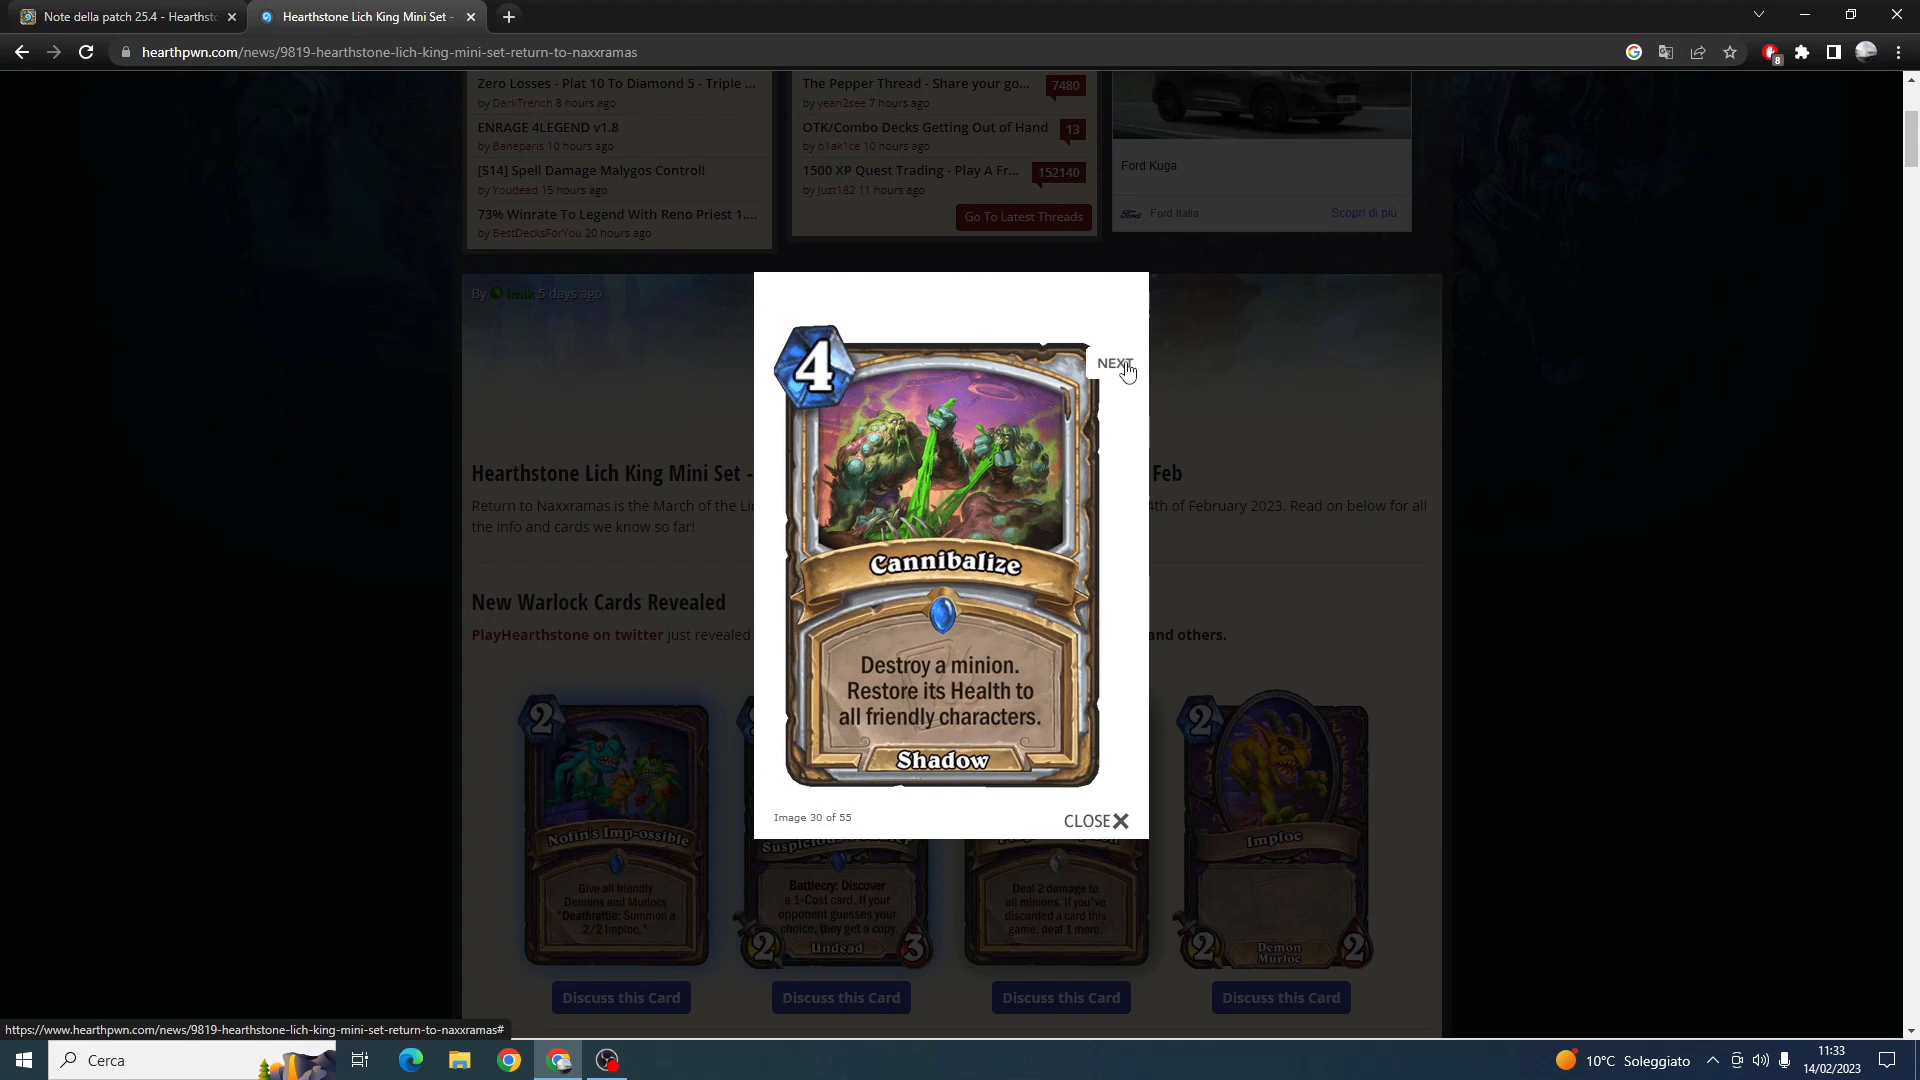 Note della patch 25.4 - Hearthst
Hearthstone Lich King Mini Set -
hearthpwn.com/news/9819-hearthstone-lich-king-mini-set-return-to-naxxramas
8
Zero Losses - Plat 10 To Diamond 5 - Triple ...
by DarkTrench 8 hours ago
ENRAGE 4LEGEND v1.8
by Baneparis 10 hours ago
[S14] Spell Damage Malygos Control!
by Youdead 15 hours ago
73% Winrate To Legend With Reno Priest 1....
by BestDecksForYou 20 hours ago
The Pepper Thread - Share your go...
7480
by yeah2see 7 hours ago
OTK/Combo Decks Getting Out of Hand
13
by b1ak1ce 10 hours ago
1500 XP Quest Trading - Play A Fr...
152140
by Juzt182 11 hours ago
Go To Latest Threads
Ford Kuga
Ford
Ford Italia
Scopri di più
By imik 5 days ago
Hearthstone Lich King Mini Set -
Feb
Return to Naxxramas is the March of the Li
4th of February 2023. Read on below for all
the info and cards we know so far!
New Warlock Cards Revealed
PlayHearthstone on twitter just revealed
and others.
4
NEXT
Cannibalize
Destroy a minion.
Restore its Health to
all friendly characters.
Shadow
Image 30 of 55
CLOSE
2
Nofin's Imp-ossible
Give all friendly
Demons and Murlocs
"Deathrattle: Summon a
2/2 Imploc."
Suspicious
Battlecry: Discover
a 1-Cost card. If your
opponent guesses your
choice, they get a copy.
2
Undead
3
Deal 2 damage to
all minions. If you've
discarded a card this
game, deal 1 more.
2
Imploc
2
Demon
Murloc
2
Discuss this Card
Discuss this Card
Discuss this Card
Discuss this Card
https://www.hearthpwn.com/news/9819-hearthstone-lich-king-mini-set-return-to-naxxramas#
Cerca
10°C Soleggiato
11:33
14/02/2023